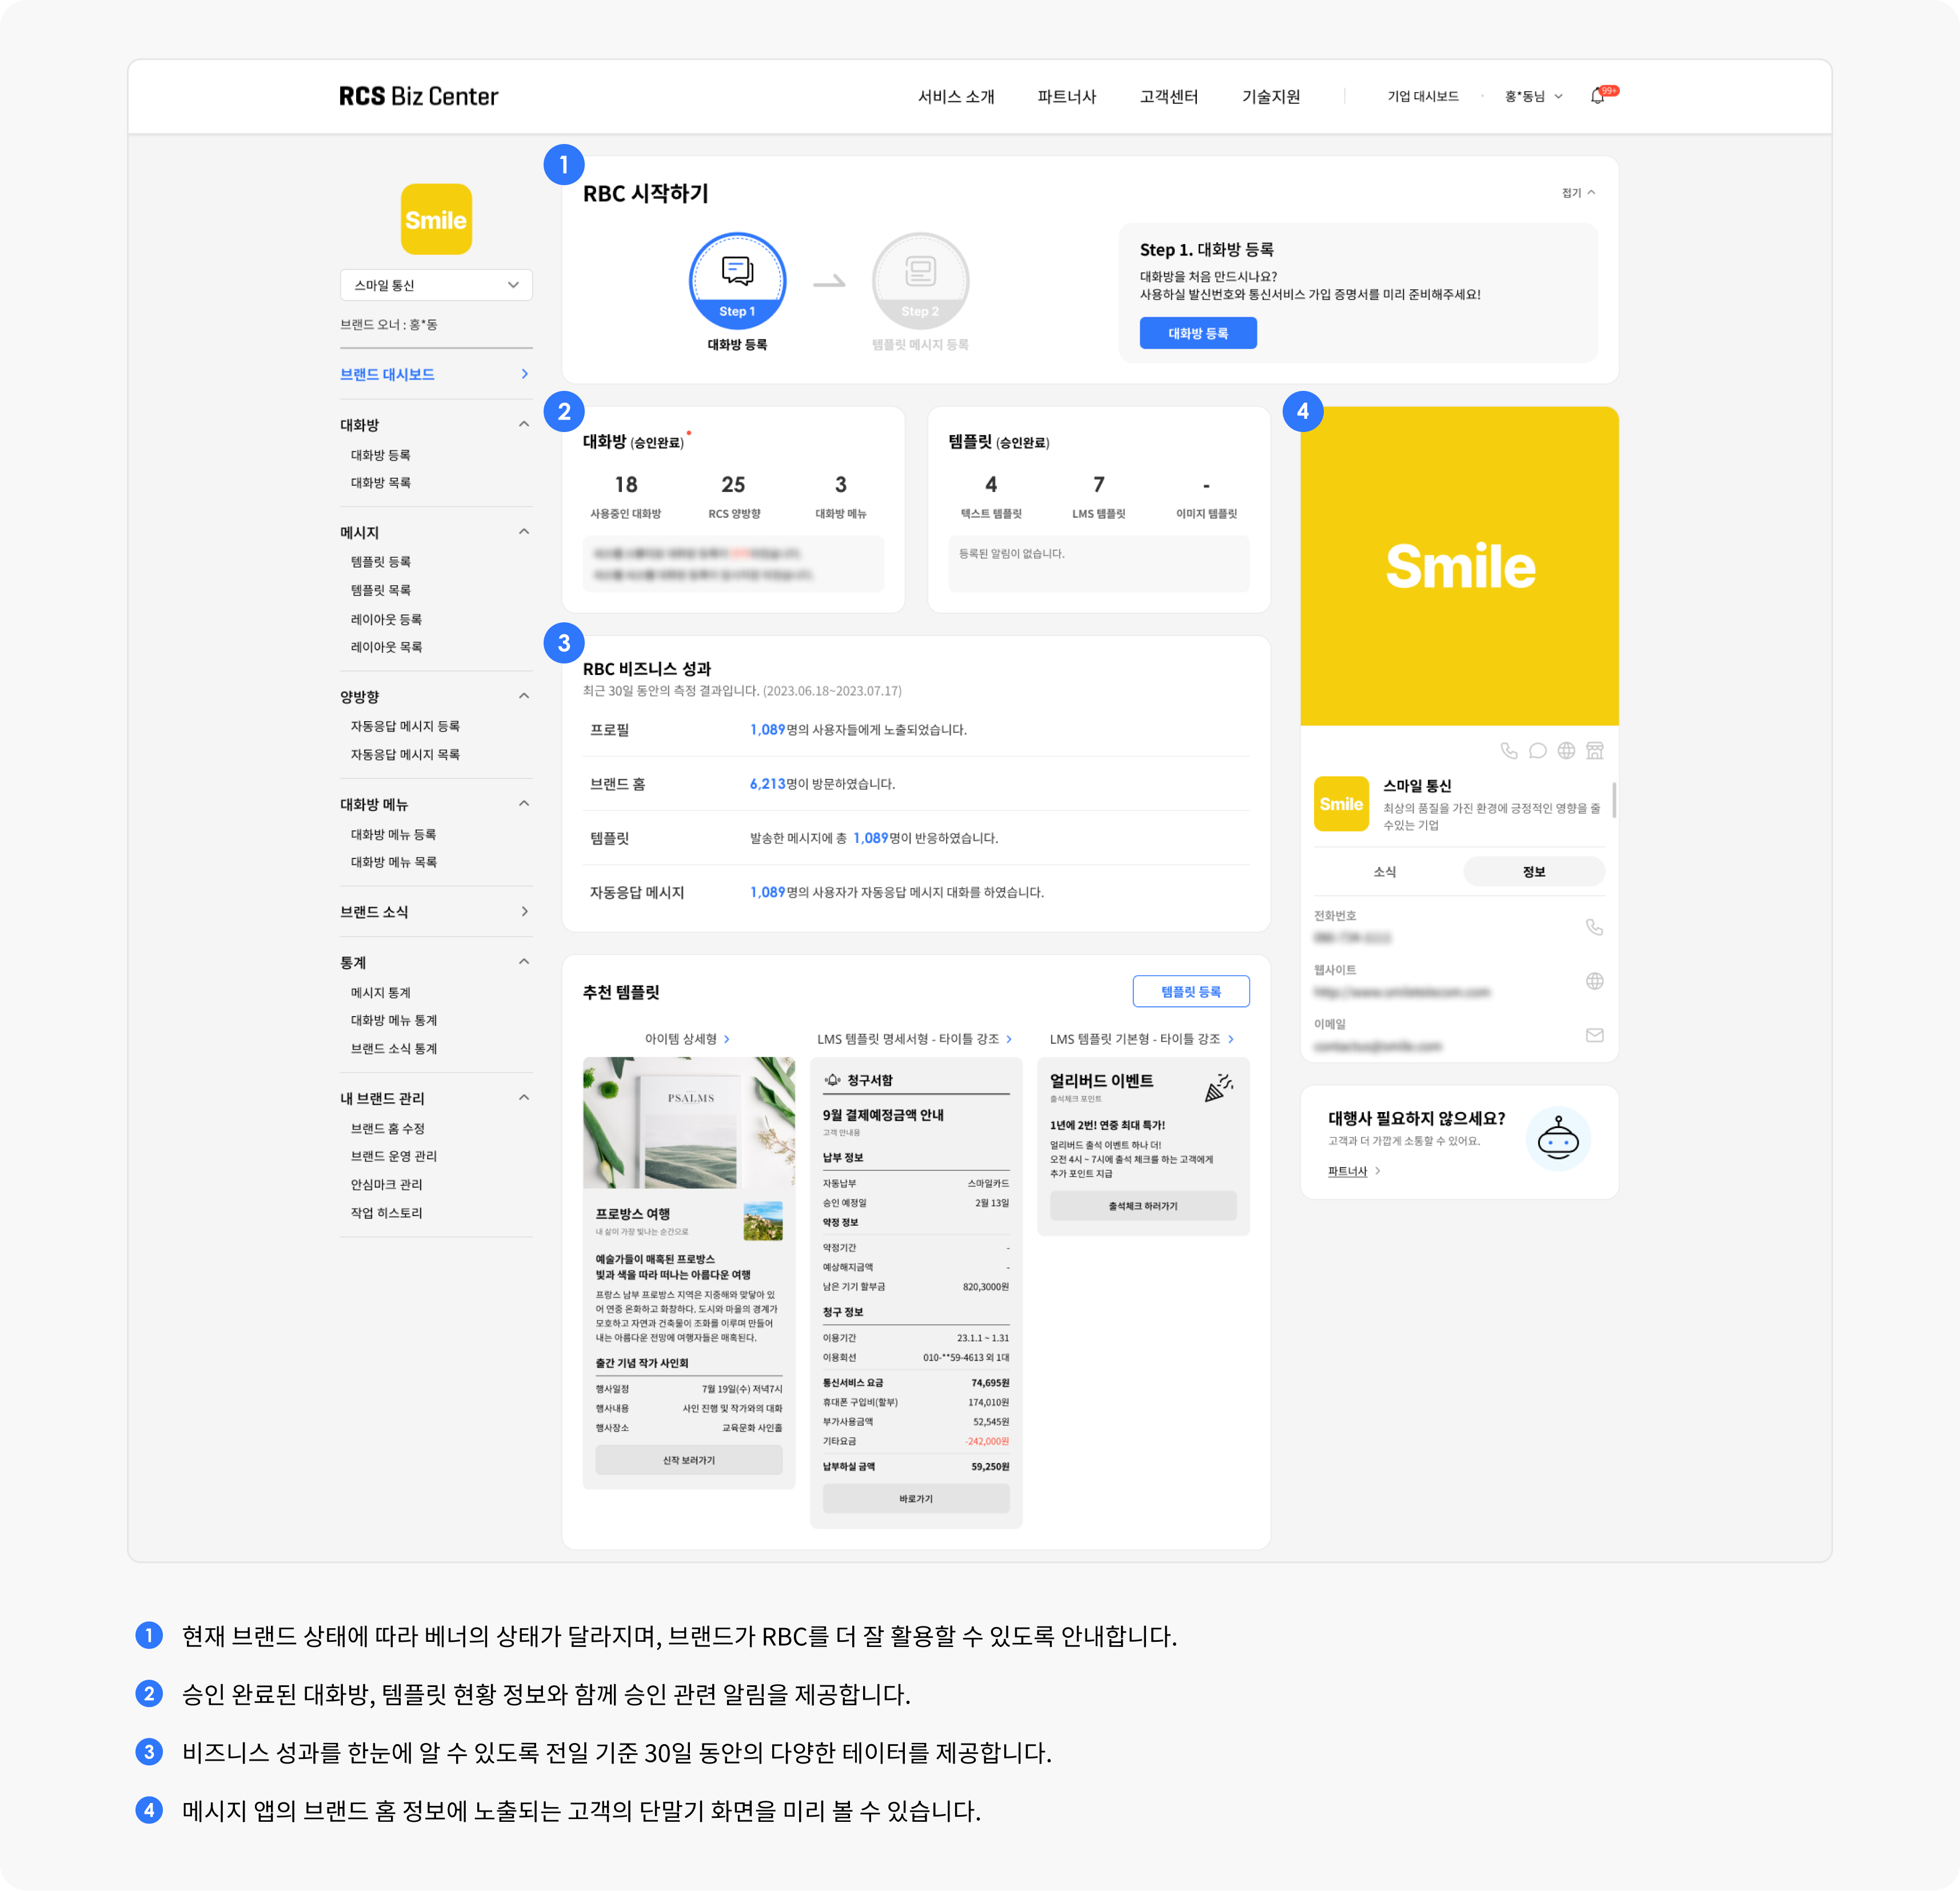 RCS Biz Center
서비스 소개
파트너사
고객센터
기술지원
기업 대시보드
홍*동님
99+
Smile
스마일 통신
브랜드 오너 : 홍*동
브랜드 대시보드
대화방
대화방 등록
대화방 목록
메시지
템플릿 등록
템플릿 목록
레이아웃 등록
레이아웃 목록
양방향
자동응답 메시지 등록
자동응답 메시지 목록
대화방 메뉴
대화방 메뉴 등록
대화방 메뉴 목록
브랜드 소식
통계
메시지 통계
대화방 메뉴 통계
브랜드 소식 통계
내 브랜드 관리
브랜드 홈 수정
브랜드 운영 관리
안심마크 관리
작업 히스토리
1
RBC 시작하기
접기
Step 1
대화방 등록
Step 2
템플릿 메시지 등록
Step 1. 대화방 등록
대화방을 처음 만드시나요?
사용하실 발신번호와 통신서비스 가입 증명서를 미리 준비해주세요!
대화방 등록
2
대화방 (승인완료)
18
25
3
사용중인 대화방
RCS 양방향
대화방 메뉴
템플릿 (승인완료)
4
7
-
텍스트 템플릿
LMS 템플릿
이미지 템플릿
등록된 알림이 없습니다.
3
RBC 비즈니스 성과
최근 30일 동안의 측정 결과입니다. (2023.06.18~2023.07.17)
프로필
1,089명의 사용자들에게 노출되었습니다.
브랜드 홈
6,213명이 방문하였습니다.
템플릿
발송한 메시지에 총 1,089명이 반응하였습니다.
자동응답 메시지
1,089명의 사용자가 자동응답 메시지 대화를 하였습니다.
추천 템플릿
템플릿 등록
아이템 상세형
PSALMS
프로방스 여행
내 삶이 가장 빛나는 순간으로
예술가들이 매혹된 프로방스
빛과 색을 따라 떠나는 아름다운 여행
프랑스 남부 프로방스 지역은 지중해와 맞닿아 있
어 연중 온화하고 화창하다. 도시와 마을의 경계가
모호하고 자연과 건축물이 조화를 이루며 만들어
내는 아름다운 전망에 여행자들은 매혹된다.
출간 기념 작가 사인회
행사일정 7월 19일(수) 저녁7시
행사내용 사인 진행 및 작가와의 대화
행사장소 교육문화 사인홀
신작 보러가기
LMS 템플릿 명세서형 - 타이틀 강조
청구서함
9월 결제예정금액 안내
고객 안내용
납부 정보
자동납부 스마일카드
승인 예정일 2월 13일
약정 정보
약정기간 -
예상해지금액 -
남은 기기 할부금 820,3000원
청구 정보
이용기간 23.1.1 ~ 1.31
이용회선 010-**59-4613 외 1대
통신서비스 요금 74,695원
휴대폰 구입비(할부) 174,010원
부가사용금액 52,545원
기타요금 -242,000원
납부하실 금액 59,250원
바로가기
LMS 템플릿 기본형 - 타이틀 강조
얼리버드 이벤트
출석체크 포인트
1년에 2번! 연중 최대 특가!
얼리버드 출석 이벤트 하나 더!
오전 4시 ~ 7시에 출석 체크를 하는 고객에게
추가 포인트 지급
출석체크 하러가기
4
Smile
Smile
스마일 통신
최상의 품질을 가진 환경에 긍정적인 영향을 줄
수있는 기업
소식
정보
전화번호
웹사이트
이메일
대행사 필요하지 않으세요?
고객과 더 가깝게 소통할 수 있어요.
파트너사
1 현재 브랜드 상태에 따라 베너의 상태가 달라지며, 브랜드가 RBC를 더 잘 활용할 수 있도록 안내합니다.
2 승인 완료된 대화방, 템플릿 현황 정보와 함께 승인 관련 알림을 제공합니다.
3 비즈니스 성과를 한눈에 알 수 있도록 전일 기준 30일 동안의 다양한 테이터를 제공합니다.
4 메시지 앱의 브랜드 홈 정보에 노출되는 고객의 단말기 화면을 미리 볼 수 있습니다.